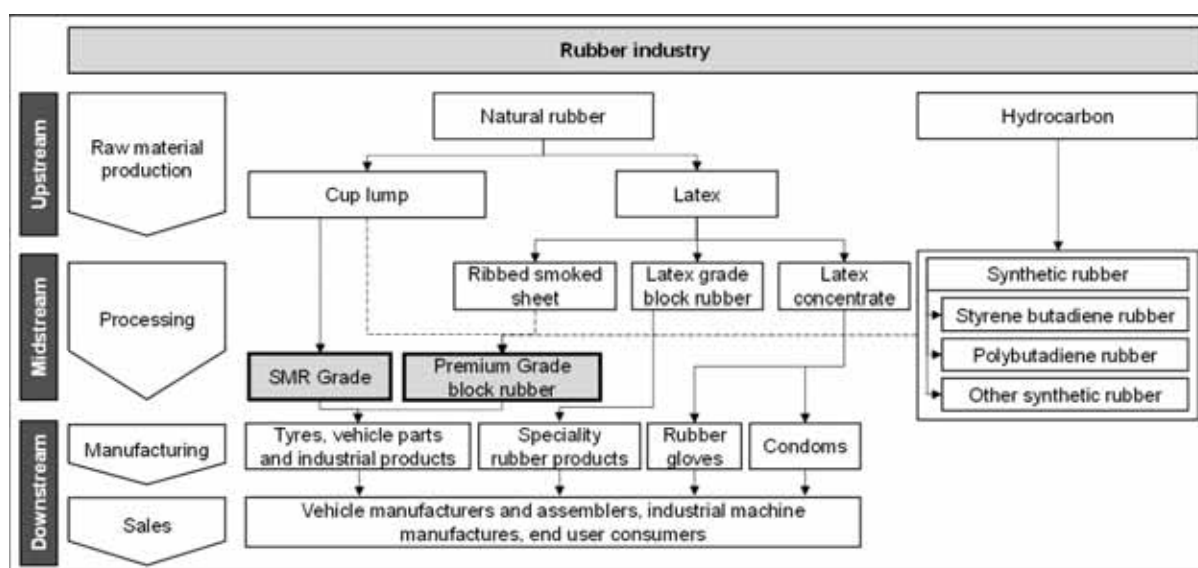 Rubber industry
Upstream
Raw material
production
Natural rubber
Hydrocarbon
Cup lump
Latex
Midstream
Processing
Ribbed smoked
sheet
Latex grade
block rubber
Latex
concentrate
Synthetic rubber
Styrene butadiene rubber
Polybutadiene rubber
Other synthetic rubber
SMR Grade
Premium Grade
block rubber
Downstream
Manufacturing
Tyres, vehicle parts
and industrial products
Speciality
rubber products
Rubber
gloves
Condoms
Sales
Vehicle manufacturers and assemblers, industrial machine
manufactures, end user consumers